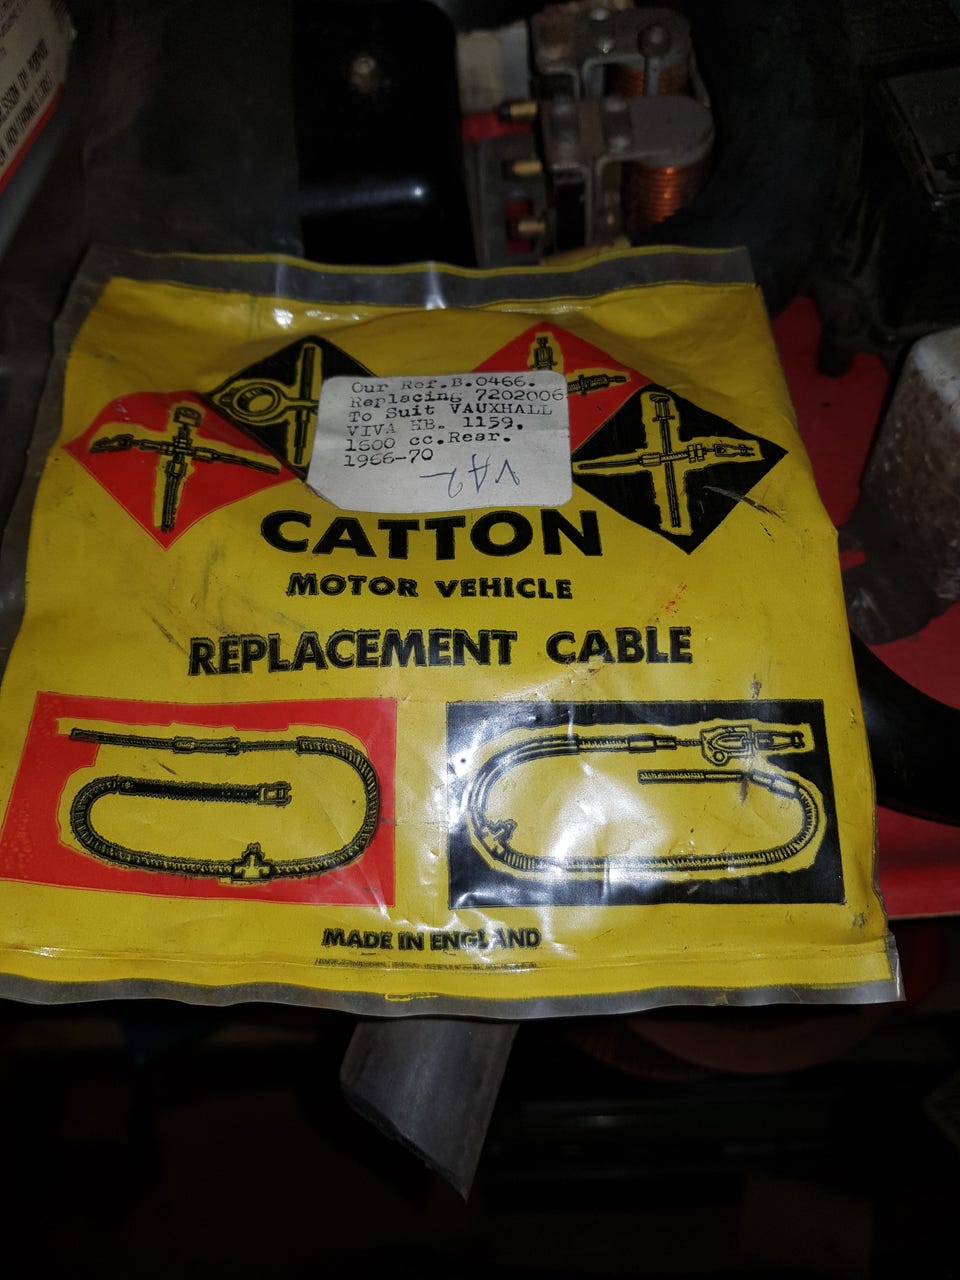 Our Ref.B.0466.
Replacing 7202006
To Suit VAUXHALL
VIVA HB. 1159.
1600 cc.Rear.
1966-70
CATTON
MOTOR VEHICLE
REPLACEMENT CABLE
MADE IN ENGLAND